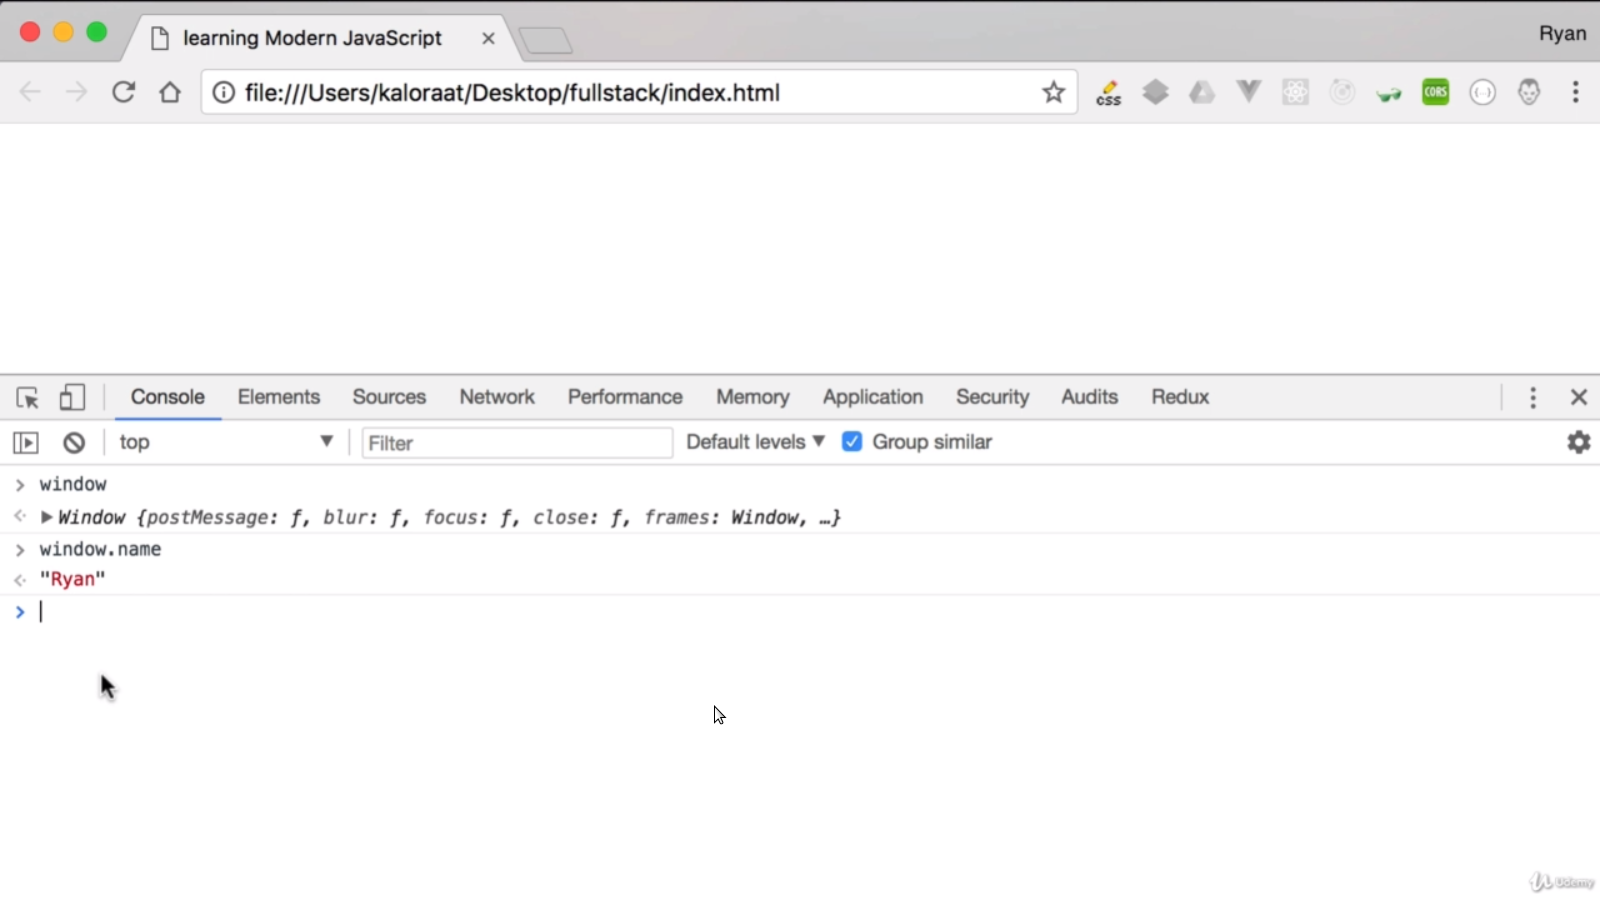 learning Modern JavaScript
Ryan
file:///Users/kaloraat/Desktop/fullstack/index.html
css
CORS
Console Elements Sources Network Performance Memory Application Security Audits Redux
top Filter Default levels Group similar
window
Window {postMessage: ƒ, blur: ƒ, focus: ƒ, close: ƒ, frames: Window, …}
window.name
"Ryan"
Udemy